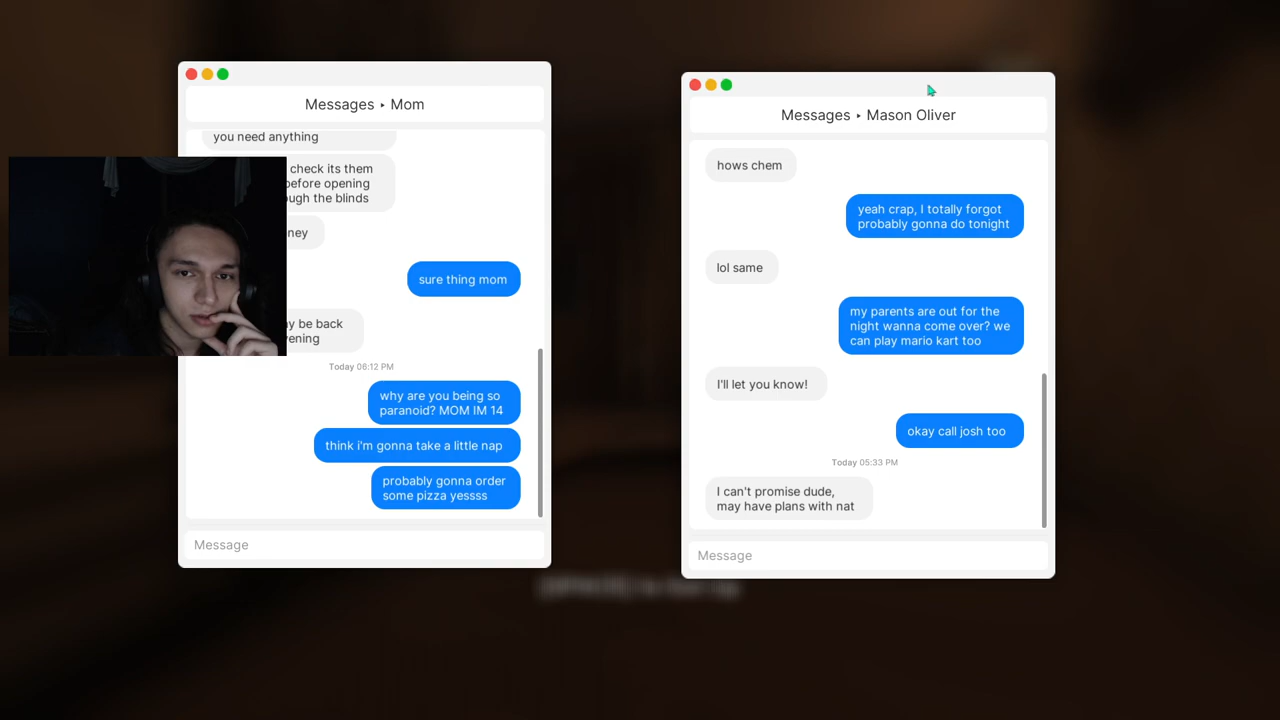 Messages ‣ Mom
you need anything
check its them
before opening
ough the blinds
ney
sure thing mom
ay be back
vening
Today 08:12 PM
why are you being so
paranoid? MOM IM 14
think i'm gonna take a little nap
probably gonna order
some pizza yessss
Message
Messages ‣ Mason Oliver
hows chem
yeah crap, I totally forgot
probably gonna do tonight
lol same
my parents are out for the
night wanna come over? we
can play mario kart too
I'll let you know!
okay call josh too
Today 05:33 PM
I can't promise dude,
may have plans with nat
Message